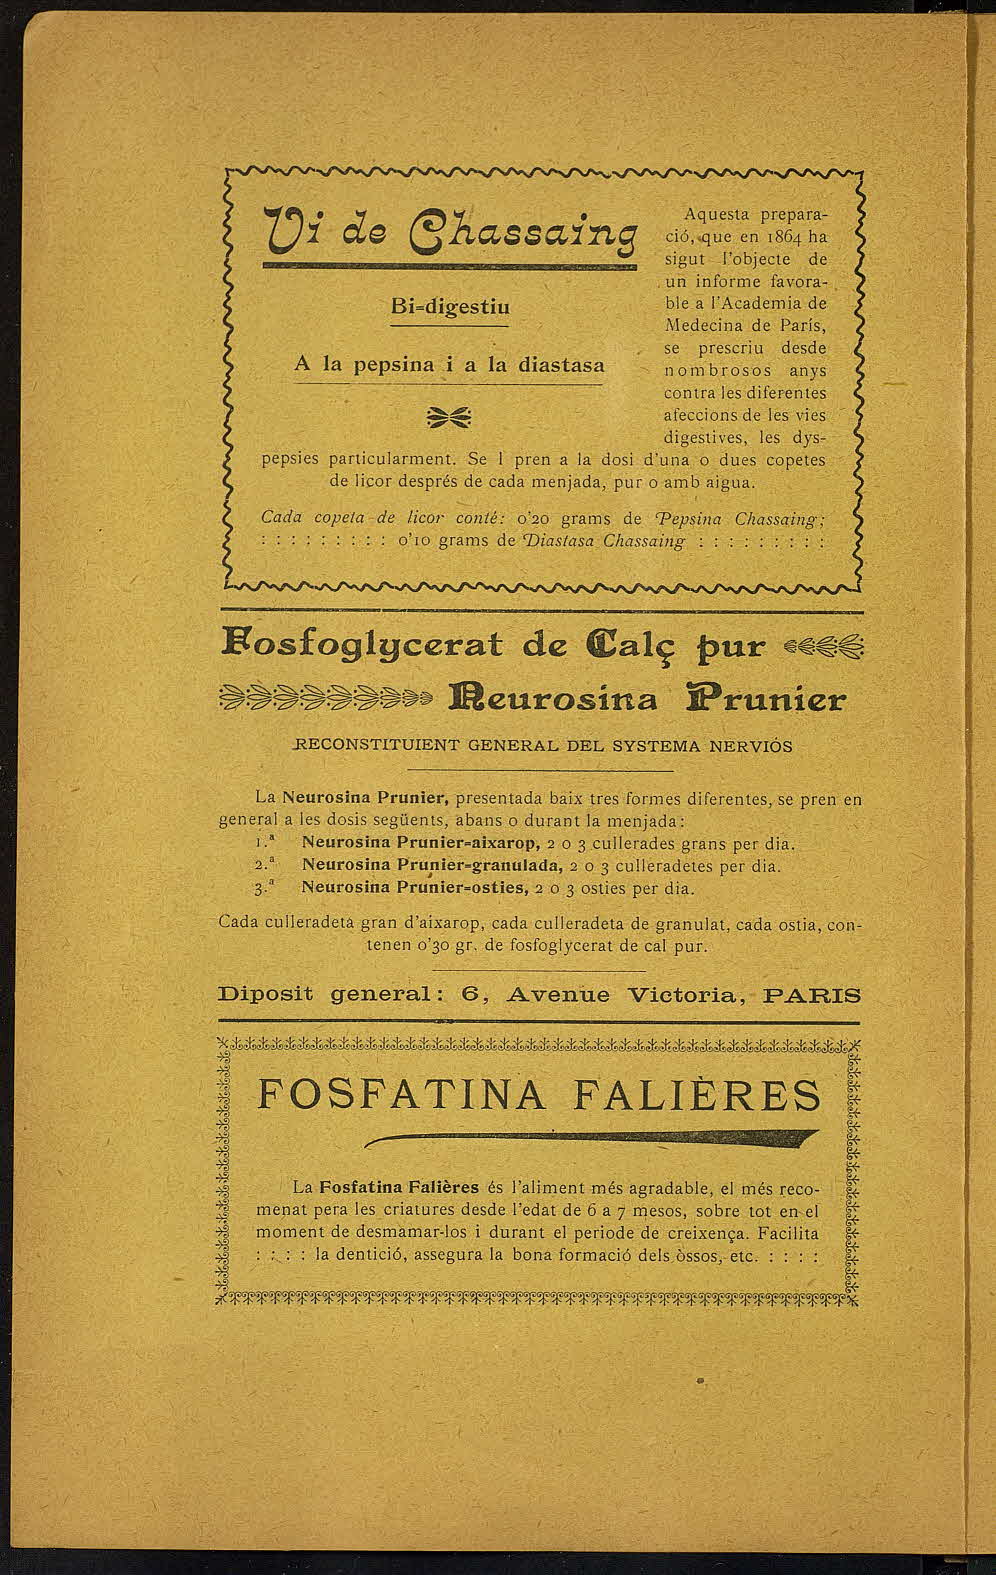 Vi de Chassaing
Bi=digestiu
A la pepsina i a la diastasa
Aquesta prepara-
ció, que en 1864 ha
sigut l'objecte de
un informe favora-
ble a l'Academia de
Medecina de París,
se prescriu desde
nombrosos anys
contra les diferentes
afeccions de les vies
digestives, les dys-
pepsies particularment. Se l pren a la dosi d'una o dues copetes
de licor després de cada menjada, pur o amb aigua.
Cada copeta de licor conté: 0'20 grams de Pepsina Chassaing;
: : : : : : : : : 0'10 grams de Diastasa Chassaing : : : : : : : : :
Fosfoglycerat de Calç pur
Neurosina Prunier
RECONSTITUIENT GENERAL DEL SYSTEMA NERVIÓS
La Neurosina Prunier, presentada baix tres formes diferentes, se pren en
general a les dosis següents, abans o durant la menjada:
1.ª Neurosina Prunier=aixarop, 2 o 3 cullerades grans per dia.
2.ª Neurosina Prunier=granulada, 2 o 3 culleradetes per dia.
3.ª Neurosina Prunier=osties, 2 o 3 osties per dia.
Cada culleradeta gran d'aixarop, cada culleradeta de granulat, cada ostia, con-
tenen 0'30 gr. de fosfoglycerat de cal pur.
Diposit general: 6, Avenue Victoria, PARIS
FOSFATINA FALIÈRES
La Fosfatina Falières és l'aliment més agradable, el més reco-
menat pera les criatures desde l'edat de 6 a 7 mesos, sobre tot en el
moment de desmamar-los i durant el periode de creixença. Facilita
: : : : la dentició, assegura la bona formació dels òssos, etc. : : : :